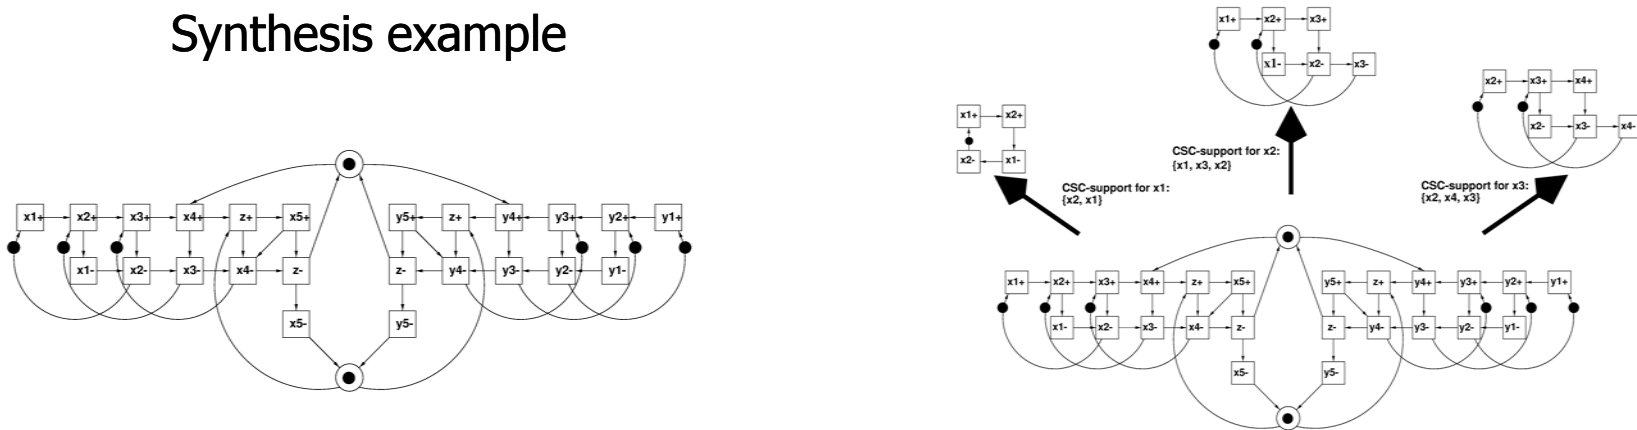 Synthesis example
x1+ x2+ x3+ x4+ z+ x5+ y5+ z+ y4+ y3+ y2+ y1+
x1- x2- x3- x4- z- z- y4- y3- y2- y1-
x5- y5-
x1+ x2+ x3+
x1- x2- x3-
x1+ x2+
x2- x1-
x2+ x3+ x4+
x2- x3- x4-
CSC-support for x2:
{x1, x3, x2}
CSC-support for x1:
{x2, x1}
CSC-support for x3:
{x2, x4, x3}
x1+ x2+ x3+ x4+ z+ x5+ y5+ z+ y4+ y3+ y2+ y1+
x1- x2- x3- x4- z- z- y4- y3- y2- y1-
x5- y5-